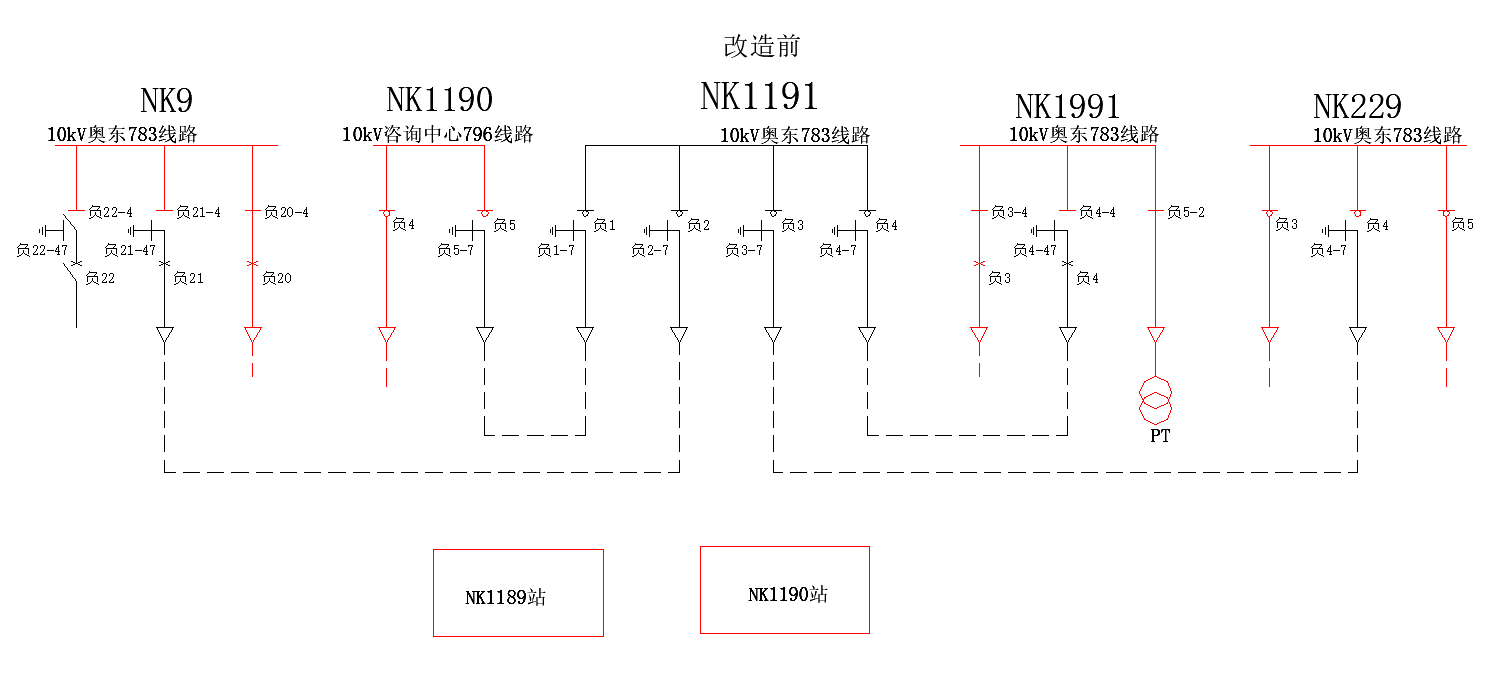 改造前
NK9
NK1190
NK1191
NK1991
NK229
10kV奥东783线路
10kV咨询中心796线路
10kV奥东783线路
10kV奥东783线路
10kV奥东783线路
负22-4
负21-4
负20-4
负4
负5
负1
负2
负3
负4
负3-4
负4-4
负5-2
负3
负4
负5
负22-47
负21-47
负5-7
负1-7
负2-7
负3-7
负4-7
负4-47
负4-7
负22
负21
负20
负3
负4
PT
NK1189站
NK1190站